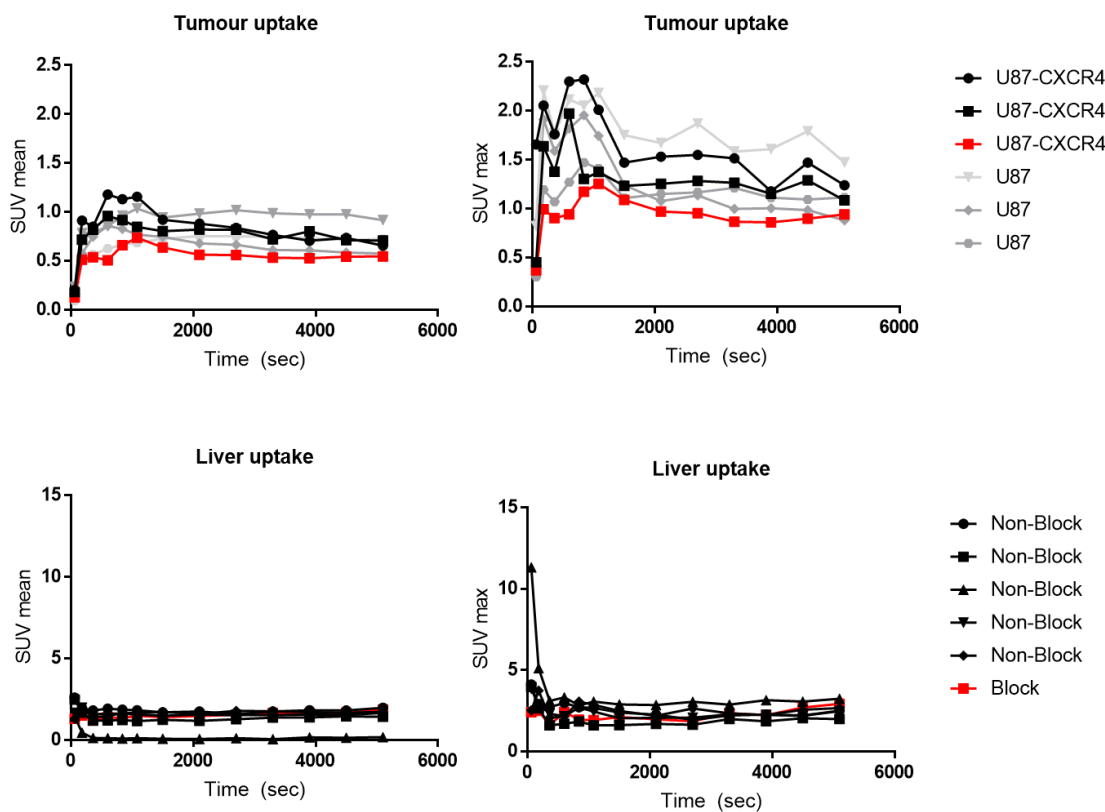 Tumour uptake
2.5
2.0
1.5
1.0
0.5
0.0
SUV mean
0
2000
4000
6000
Time (sec)
Tumour uptake
2.5
2.0
1.5
1.0
0.5
0.0
SUV max
0
2000
4000
6000
Time (sec)
U87-CXCR4
U87-CXCR4
U87-CXCR4
U87
U87
U87
Liver uptake
15
10
5
0
SUV mean
0
2000
4000
6000
Time (sec)
Liver uptake
15
10
5
0
SUV max
0
2000
4000
6000
Time (sec)
Non-Block
Non-Block
Non-Block
Non-Block
Non-Block
Block